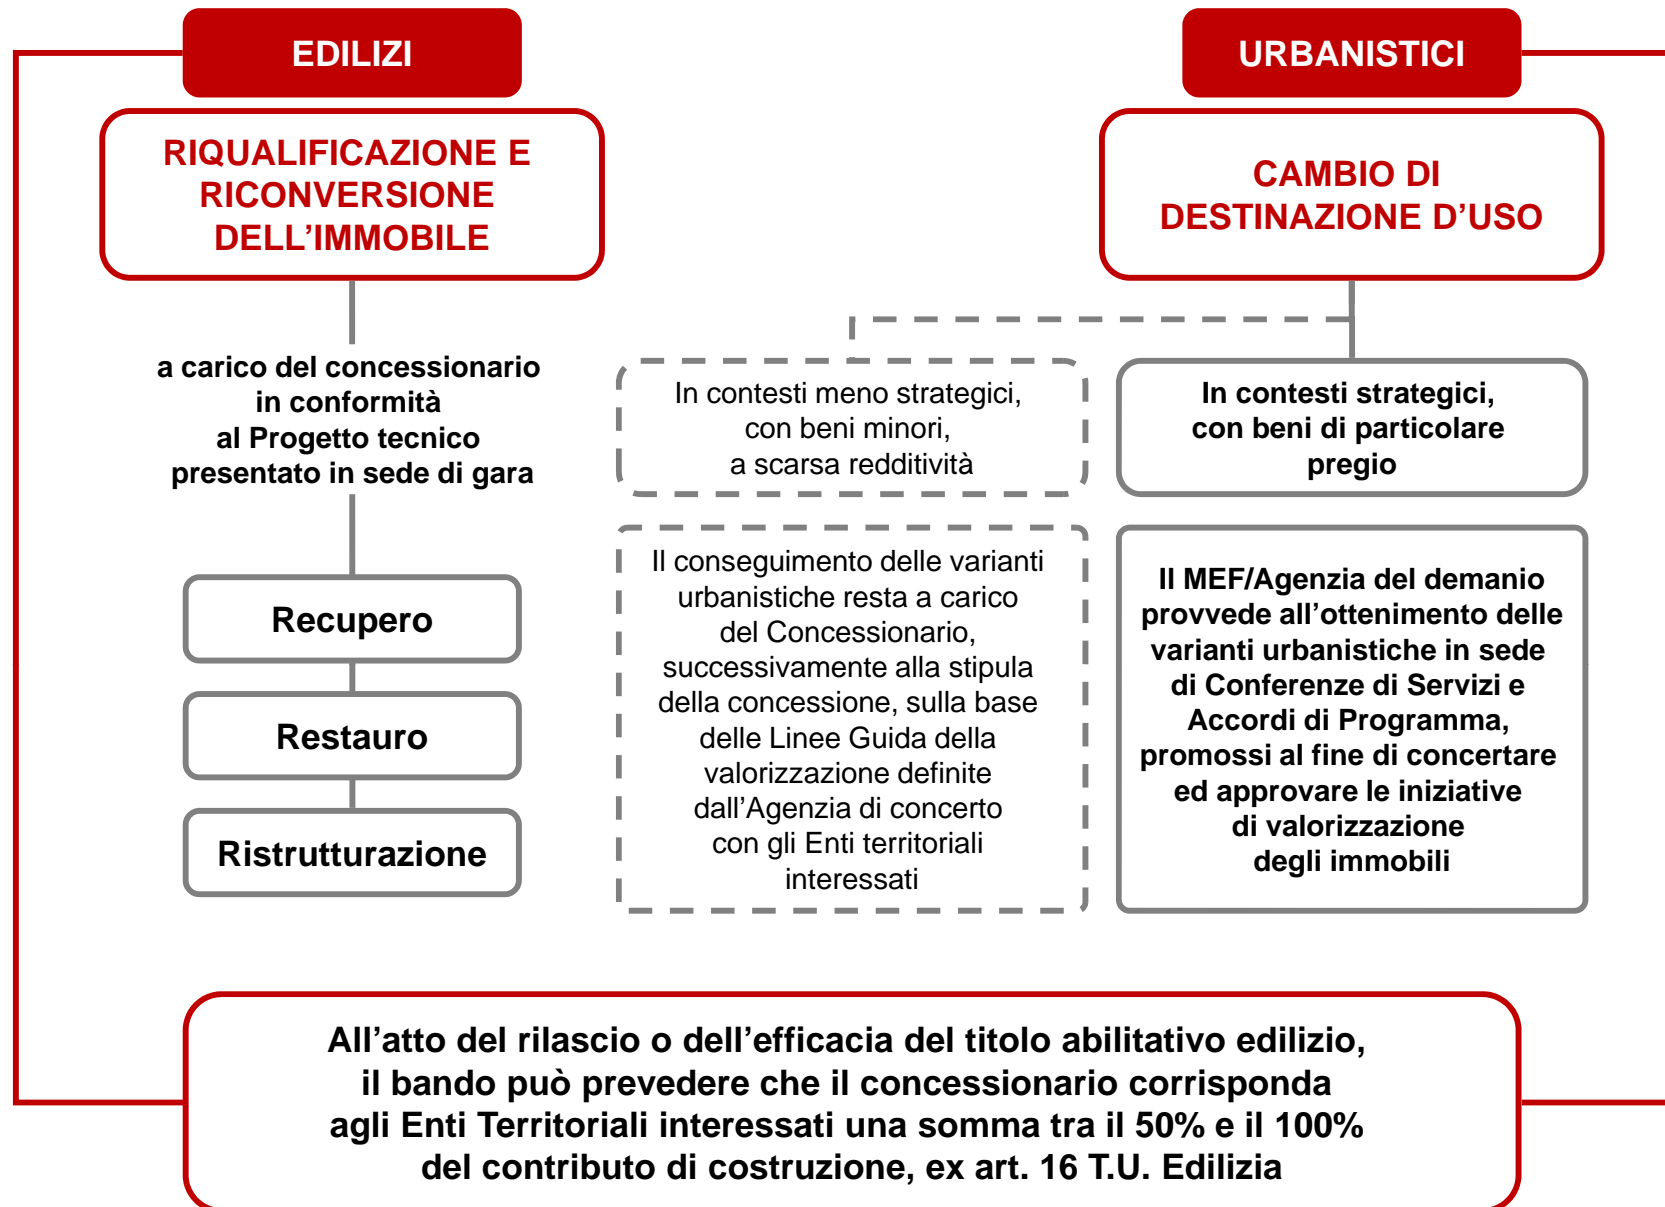 EDILIZI
RIQUALIFICAZIONE E
RICONVERSIONE
DELL'IMMOBILE
a carico del concessionario
in conformità
al Progetto tecnico
presentato in sede di gara
Recupero
Restauro
Ristrutturazione
URBANISTICI
CAMBIO DI
DESTINAZIONE D'USO
In contesti meno strategici,
con beni minori,
a scarsa redditività
Il conseguimento delle varianti
urbanistiche resta a carico
del Concessionario,
successivamente alla stipula
della concessione, sulla base
delle Linee Guida della
valorizzazione definite
dall'Agenzia di concerto
con gli Enti territoriali
interessati
In contesti strategici,
con beni di particolare
pregio
Il MEF/Agenzia del demanio
provvede all'ottenimento delle
varianti urbanistiche in sede
di Conferenze di Servizi e
Accordi di Programma,
promossi al fine di concertare
ed approvare le iniziative
di valorizzazione
degli immobili
All'atto del rilascio o dell'efficacia del titolo abilitativo edilizio,
il bando può prevedere che il concessionario corrisponda
agli Enti Territoriali interessati una somma tra il 50% e il 100%
del contributo di costruzione, ex art. 16 T.U. Edilizia